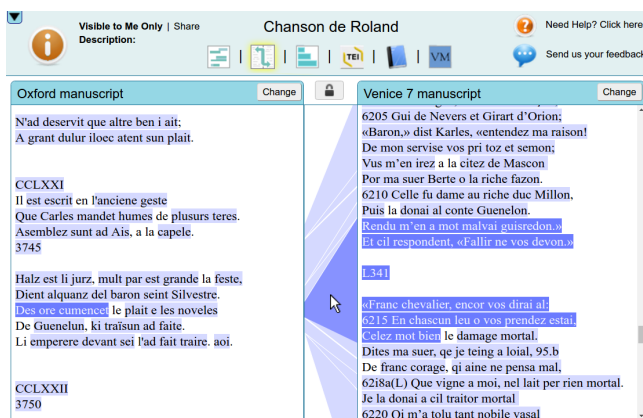 Visible to Me Only | Share
Description:
Chanson de Roland
Need Help? Click here
Send us your feedback
TEI
VM
Oxford manuscript
Change
N'ad deservit que altre ben i ait;
A grant dulur iloec atent sun plait.
CCLXXI
Il est escrit en l'anciene geste
Que Carles mandet humes de plusurs teres.
Asemblez sunt ad Ais, a la capele.
3745
Halz est li jurz, mult par est grande la feste,
Dient alquanz del baron seint Silvestre.
Des ore cumencet le plait e les noveles
De Guenelun, ki traïsun ad faite.
Li emperere devant sei l'ad fait traire. aoi.
CCLXXII
3750
Venice 7 manuscript
Change
6205 Gui de Nevers et Girart d'Orion;
«Baron,» dist Karles, «entendez ma raison!
De mon servise vos pri toz et semon;
Vus m'en irez a la citez de Mascon
Por ma suer Berte o la riche fazon.
6210 Celle fu dame au riche duc Millon,
Puis la donai al conte Guenelon.
Rendu m'en a mot malvai guisredon.»
Et cil respondent, «Fallir ne vos devon.»
L341
«Franc chevalier, encor vos dirai al:
6215 En chascun leu o vos prendez estai,
Celez mot bien le damage mortal.
Dites ma suer, qe je teing a loial, 95.b
De franc corage, qi aine ne pensa mal,
62i8a(L) Que vigne a moi, nel lait per rien mortal.
Je la donai a cil traitor mortal
6220 Qi m'a tolu tant nobile vasal